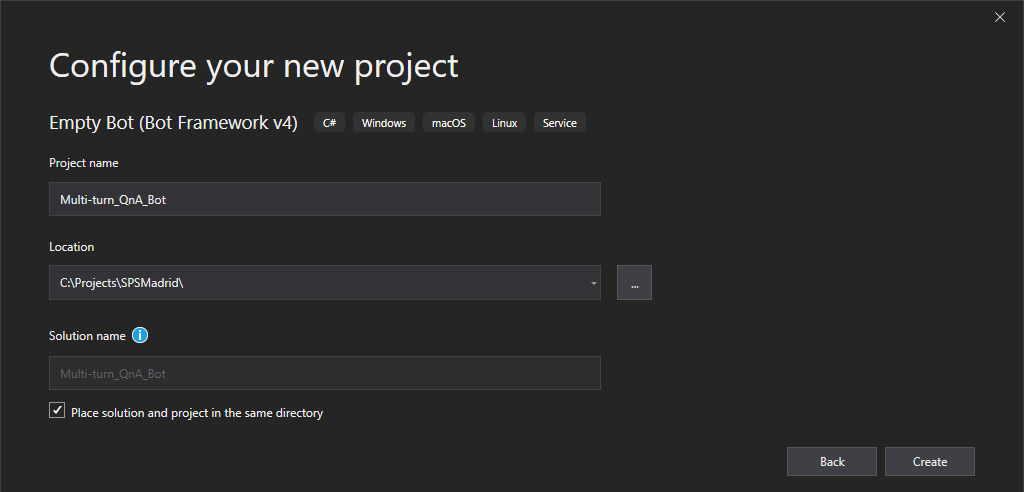 Configure your new project
Empty Bot (Bot Framework v4) C# Windows macOS Linux Service
Project name
Multi-turn_QnA_Bot
Location
C:\Projects\SPSMadrid\
...
Solution name
Multi-turn_QnA_Bot
Place solution and project in the same directory
Back Create